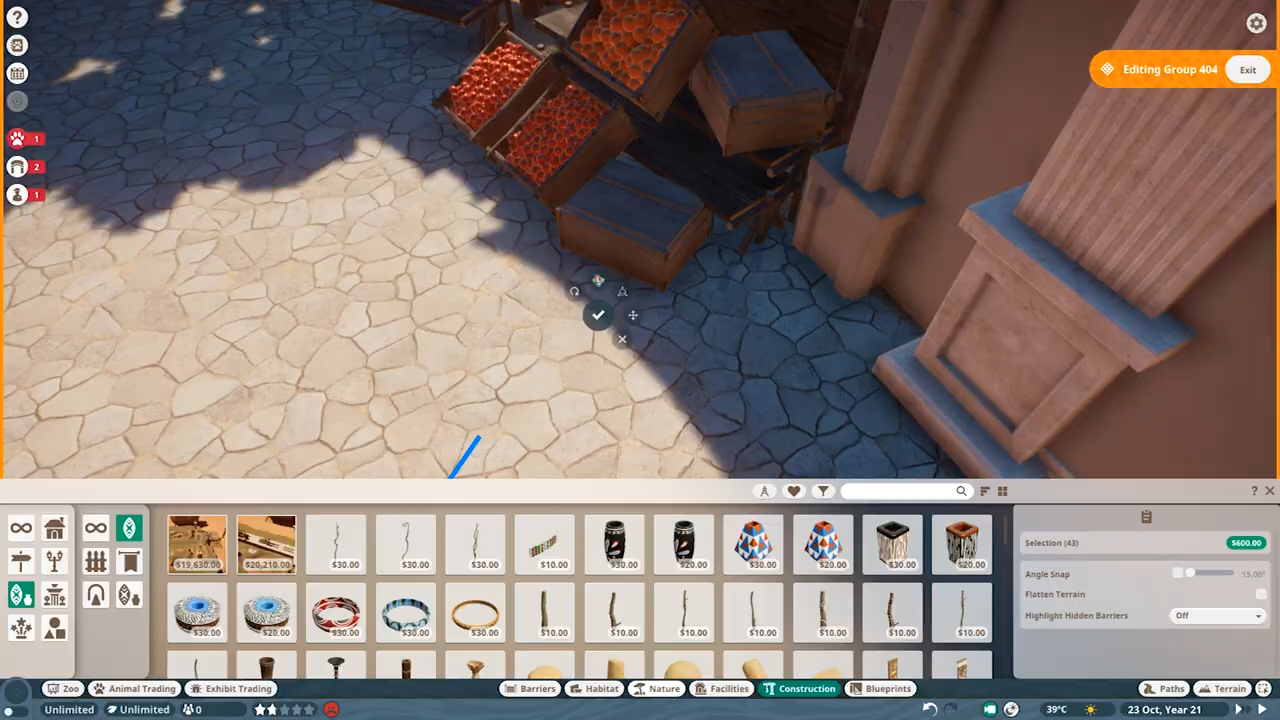 ?
Editing Group 404 Exit
1
2
1
? ×
$19,630.00 $20,210.00 $30.00 $30.00 $30.00 $10.00 $30.00 $20.00 $30.00 $20.00 $30.00 $20.00
Selection (43) $600.00
Angle Snap 15.00°
Flatten Terrain
Highlight Hidden Barriers Off
$30.00 $20.00 $30.00 $30.00 $30.00 $10.00 $10.00 $10.00 $10.00 $10.00 $10.00 $10.00
Zoo Animal Trading Exhibit Trading Barriers Habitat Nature Facilities Construction Blueprints Paths Terrain
Unlimited Unlimited 0 39°C 23 Oct, Year 21